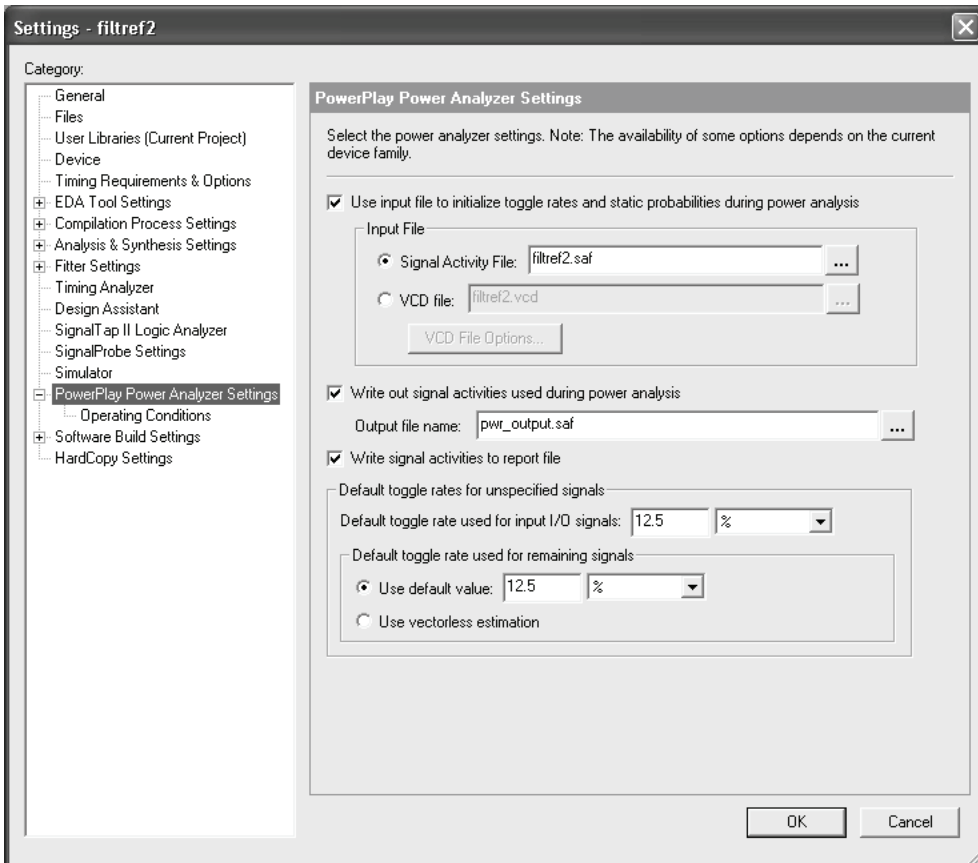 Settings - filtref2
Category:
General
Files
User Libraries (Current Project)
Device
Timing Requirements & Options
EDA Tool Settings
Compilation Process Settings
Analysis & Synthesis Settings
Fitter Settings
Timing Analyzer
Design Assistant
SignalTap II Logic Analyzer
SignalProbe Settings
Simulator
PowerPlay Power Analyzer Settings
Operating Conditions
Software Build Settings
HardCopy Settings
PowerPlay Power Analyzer Settings
Select the power analyzer settings. Note: The availability of some options depends on the current
device family.
Use input file to initialize toggle rates and static probabilities during power analysis
Input File
Signal Activity File: filtref2.saf ...
VCD file: filtref2.vcd ...
VCD File Options...
Write out signal activities used during power analysis
Output file name: pwr_output.saf ...
Write signal activities to report file
Default toggle rates for unspecified signals
Default toggle rate used for input I/O signals: 12.5 %
Default toggle rate used for remaining signals
Use default value: 12.5 %
Use vectorless estimation
OK Cancel